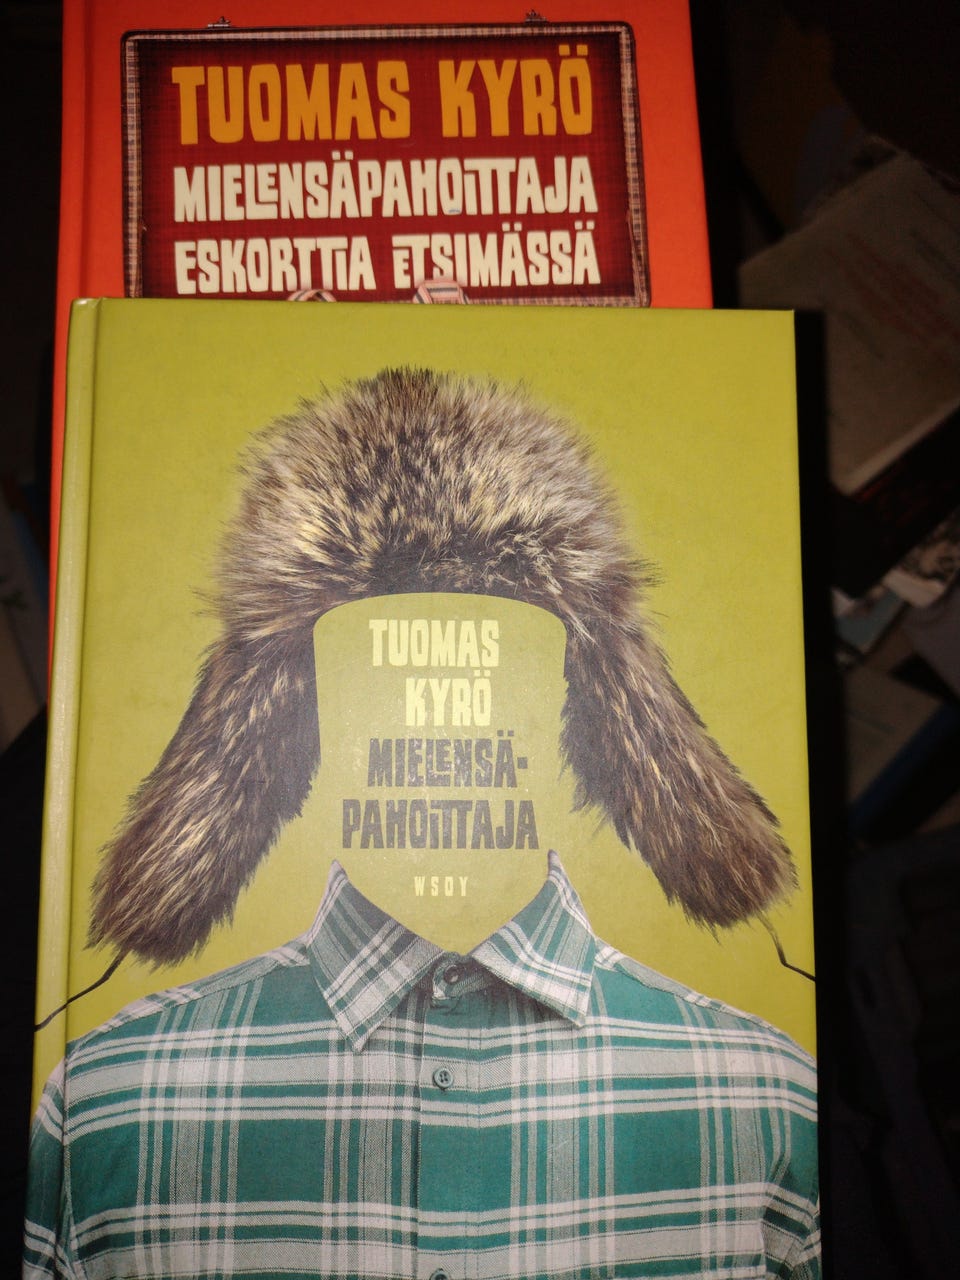 TUOMAS KYRÖ
MIELENSÄPAHOITTAJA
ESKORTTIA ETSIMÄSSÄ
TUOMAS
KYRÖ
MIELENSÄ-
PAHOITTAJA
WSOY